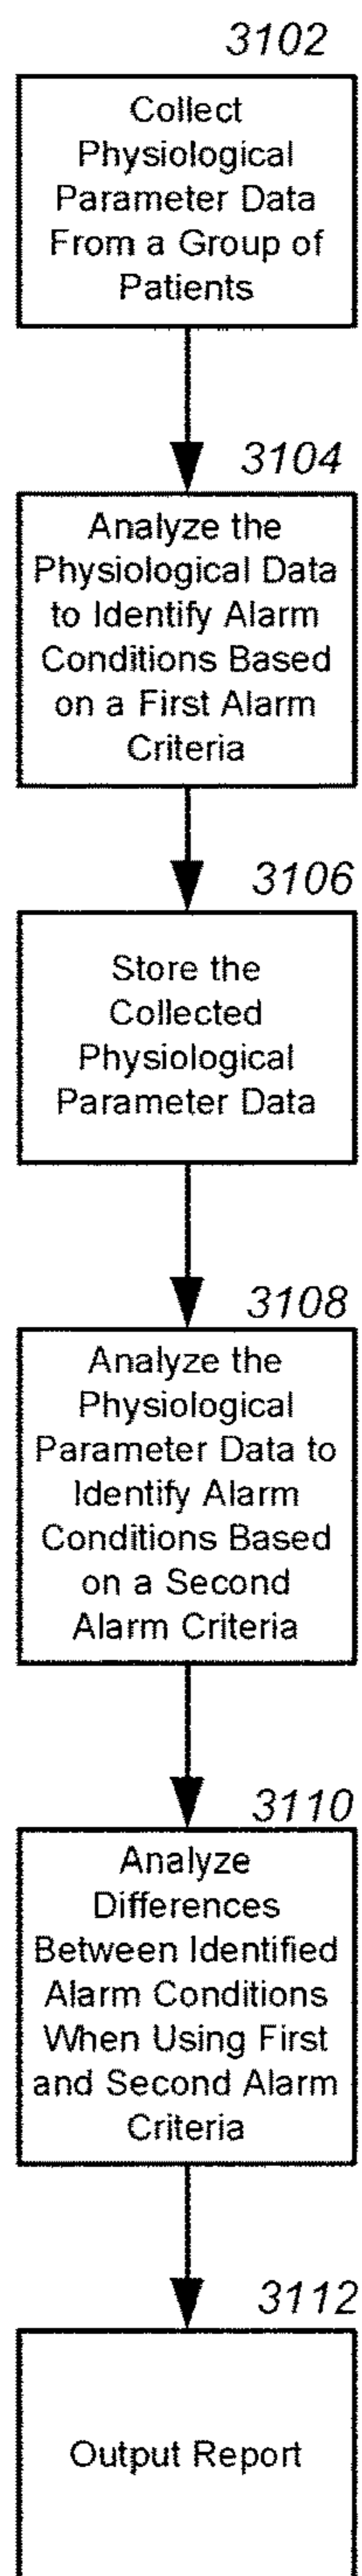 3102
Collect
Physiological
Parameter Data
From a Group of
Patients
3104
Analyze the
Physiological Data
to Identify Alarm
Conditions Based
on a First Alarm
Criteria
3106
Store the
Collected
Physiological
Parameter Data
3108
Analyze the
Physiological
Parameter Data to
Identify Alarm
Conditions Based
on a Second
Alarm Criteria
3110
Analyze
Differences
Between Identified
Alarm Conditions
When Using First
and Second Alarm
Criteria
3112
Output Report